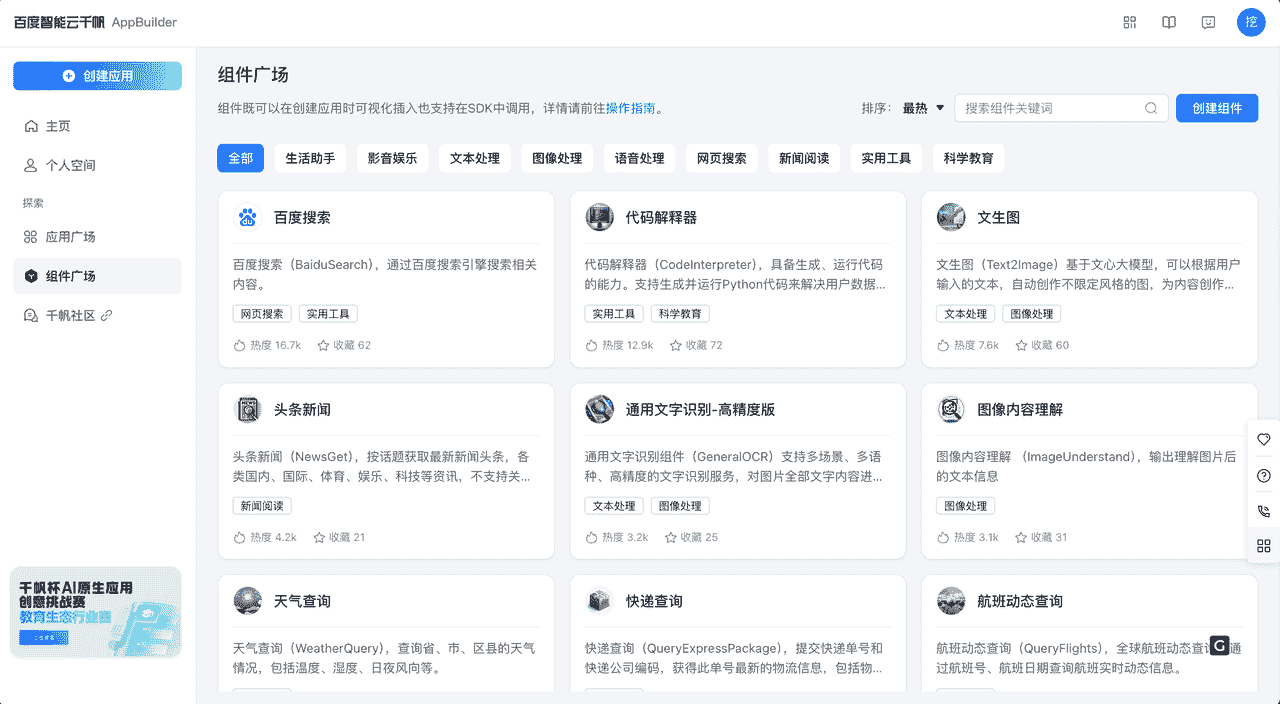 百度智能云千帆 AppBuilder
挖
创建应用
主页
个人空间
探索
应用广场
组件广场
千帆社区
千帆杯AI原生应用
创意挑战赛
教育生态行业赛
组件广场
组件既可以在创建应用时可视化插入也支持在SDK中调用，详情请前往操作指南。
排序： 最热
搜索组件关键词
创建组件
全部 生活助手 影音娱乐 文本处理 图像处理 语音处理 网页搜索 新闻阅读 实用工具 科学教育
百度搜索
百度搜索（BaiduSearch），通过百度搜索引擎搜索相关
内容。
网页搜索 实用工具
热度 16.7k 收藏 62
代码解释器
代码解释器（CodeInterpreter），具备生成、运行代码
的能力。支持生成并运行Python代码来解决用户数据...
实用工具 科学教育
热度 12.9k 收藏 72
文生图
文生图（Text2Image）基于文心大模型，可以根据用户
输入的文本，自动创作不限定风格的图，为内容创作...
文本处理 图像处理
热度 7.6k 收藏 60
头条新闻
头条新闻（NewsGet），按话题获取最新新闻头条，各
类国内、国际、体育、娱乐、科技等资讯，不支持关...
新闻阅读
热度 4.2k 收藏 21
通用文字识别-高精度版
通用文字识别组件（GeneralOCR）支持多场景、多语
种、高精度的文字识别服务，对图片全部文字内容进...
文本处理 图像处理
热度 3.2k 收藏 25
图像内容理解
图像内容理解 （ImageUnderstand），输出理解图片后
的文本信息
图像处理
热度 3.1k 收藏 31
天气查询
天气查询（WeatherQuery），查询省、市、区县的天气
情况，包括温度、湿度、日夜风向等。
快递查询
快递查询（QueryExpressPackage），提交快递单号和
快递公司编码，获得此单号最新的物流信息，包括物...
航班动态查询
航班动态查询（QueryFlights），全球航班动态查 通
过航班号、航班日期查询航班实时动态信息。
G